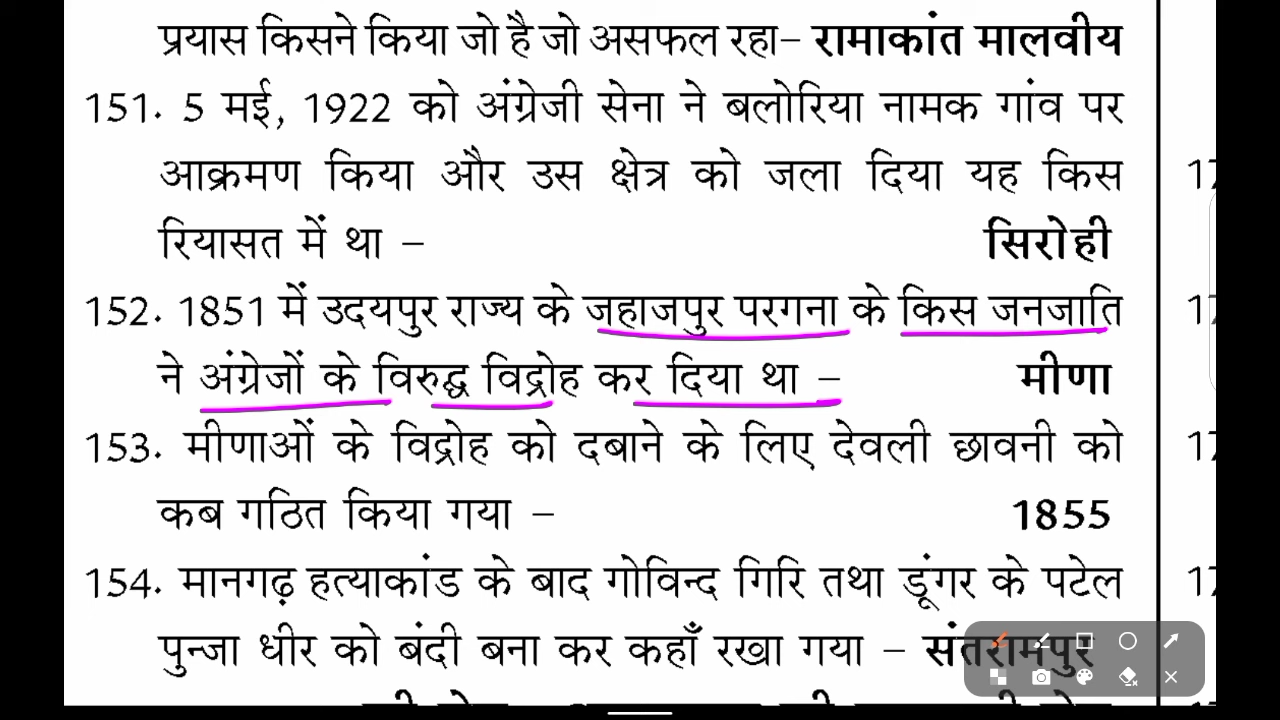 प्रयास किसने किया जो है जो असफल रहा– रामाकांत मालवीय
151. 5 मई, 1922 को अंग्रेजी सेना ने बलोरिया नामक गांव पर
आक्रमण किया और उस क्षेत्र को जला दिया यह किस
रियासत में था – सिरोही
152. 1851 में उदयपुर राज्य के जहाजपुर परगना के किस जनजाति
ने अंग्रेजों के विरुद्ध विद्रोह कर दिया था – मीणा
153. मीणाओं के विद्रोह को दबाने के लिए देवली छावनी को
कब गठित किया गया – 1855
154. मानगढ़ हत्याकांड के बाद गोविन्द गिरि तथा डूंगर के पटेल
पुन्जा धीर को बंदी बना कर कहाँ रखा गया – संतरामपुर